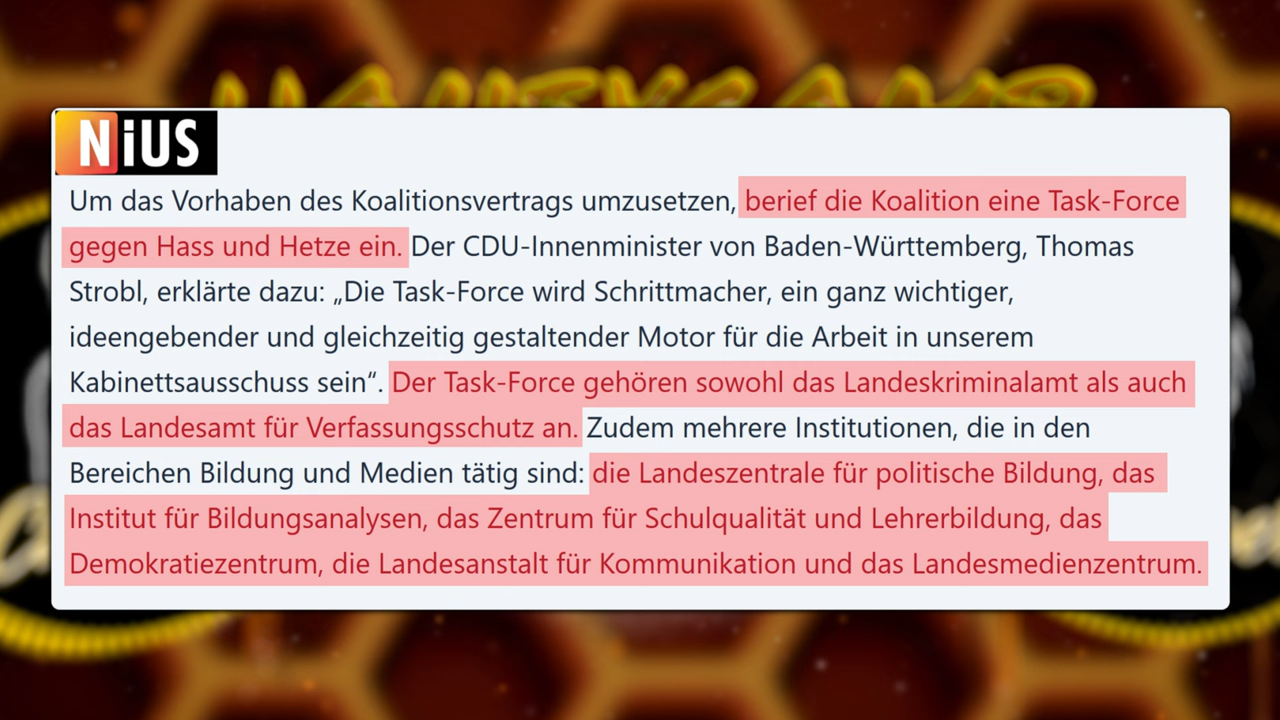 NiUS
Um das Vorhaben des Koalitionsvertrags umzusetzen, berief die Koalition eine Task-Force
gegen Hass und Hetze ein. Der CDU-Innenminister von Baden-Württemberg, Thomas
Strobl, erklärte dazu: „Die Task-Force wird Schrittmacher, ein ganz wichtiger,
ideengebender und gleichzeitig gestaltender Motor für die Arbeit in unserem
Kabinettsausschuss sein“. Der Task-Force gehören sowohl das Landeskriminalamt als auch
das Landesamt für Verfassungsschutz an. Zudem mehrere Institutionen, die in den
Bereichen Bildung und Medien tätig sind: die Landeszentrale für politische Bildung, das
Institut für Bildungsanalysen, das Zentrum für Schulqualität und Lehrerbildung, das
Demokratiezentrum, die Landesanstalt für Kommunikation und das Landesmedienzentrum.